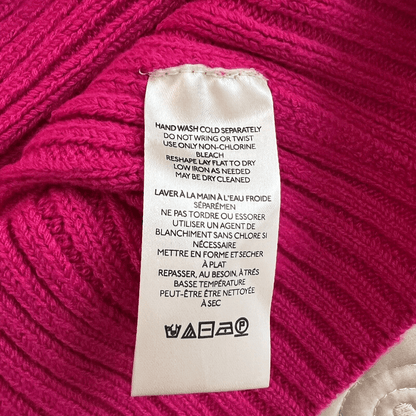 HAND WASH COLD SEPARATELY
DO NOT WRING OR TWIST
USE ONLY NON-CHLORINE
BLEACH
RESHAPE LAY FLAT TO DRY
LOW IRON AS NEEDED
MAY BE DRY CLEANED
LAVER À LA MAIN À L'EAU FROIDE
SÉPARÉMEN
NE PAS TORDRE OU ESSORER
UTILISER UN AGENT DE
BLANCHIMENT SANS CHLORE SI
NÉCESSAIRE
METTRE EN FORME ET SECHER
À PLAT
REPASSER, AU BESOIN, À TRÈS
BASSE TEMPÉRATURE
PEUT-ÊTRE ÊTRE NETTOYÉE
À SEC